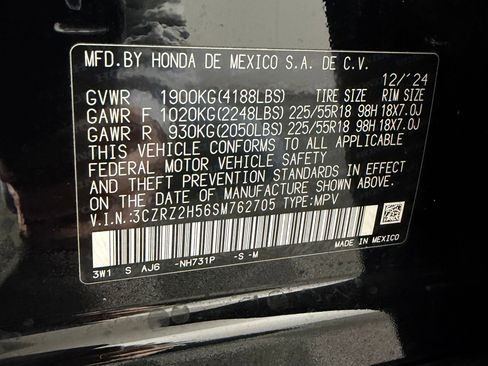 MFD.BY HONDA DE MEXICO S.A. DE C.V.
12/'24
GVWR 1900KG(4188LBS) TIRE SIZE RIM SIZE
GAWR F 1020KG(2248LBS) 225/55R18 98H 18X7.0J
GAWR R 930KG(2050LBS) 225/55R18 98H 18X7.0J
THIS VEHICLE CONFORMS TO ALL APPLICABLE
FEDERAL MOTOR VEHICLE SAFETY BUMPER
AND THEFT PREVENTION STANDARDS IN EFFECT
ON THE DATE OF MANUFACTURE SHOWN ABOVE.
V.I.N.:3CZRZ2H56SM762705 TYPE:MPV
3W1 S AJ6 -NH731P -S -M
MADE IN MEXICO